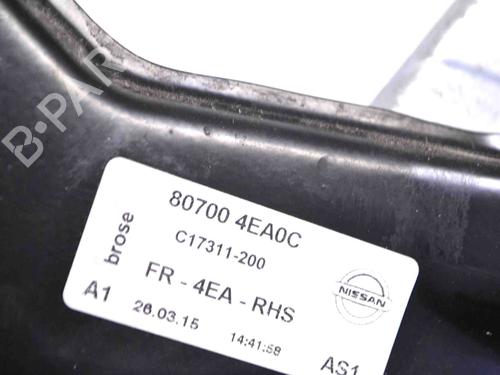 B-PAR
80700 4EA0C
C17311-200
brose
FR - 4EA - RHS
NISSAN
A1
26.03.15
14:41:58
AS1